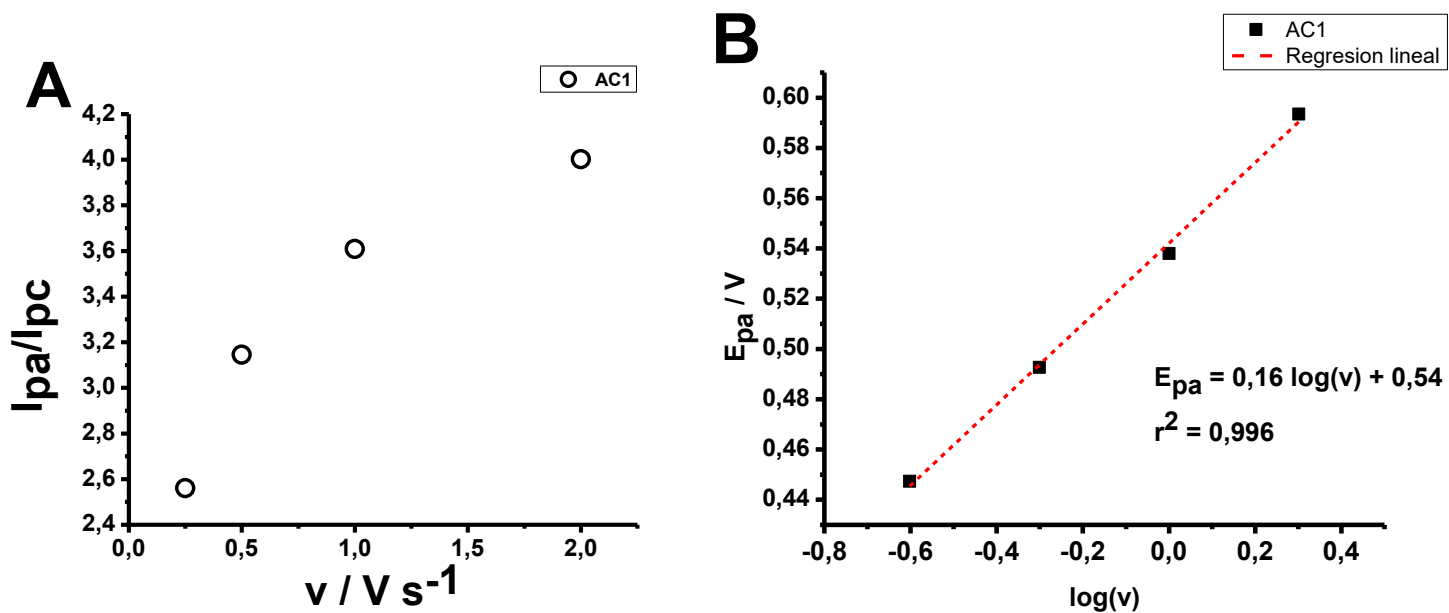 A
AC1
4,2
4,0
3,8
3,6
3,4
3,2
3,0
2,8
2,6
2,4
0,0 0,5 1,0 1,5 2,0
Ipa/Ipc
v / V s-1
B
AC1
Regresion lineal
0,60
0,58
0,56
0,54
0,52
0,50
0,48
0,46
0,44
-0,8 -0,6 -0,4 -0,2 0,0 0,2 0,4
Epa / V
log(v)
Epa = 0,16 log(v) + 0,54
r2 = 0,996